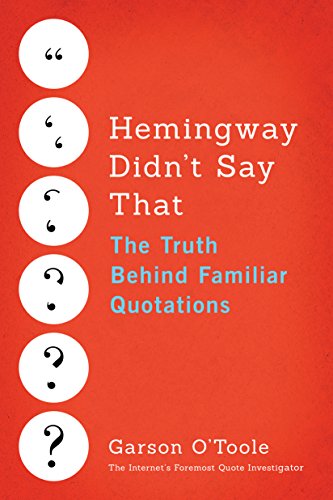 Hemingway
Didn't Say
That
The Truth
Behind Familiar
Quotations
Garson O'Toole
The Internet's Foremost Quote Investigator